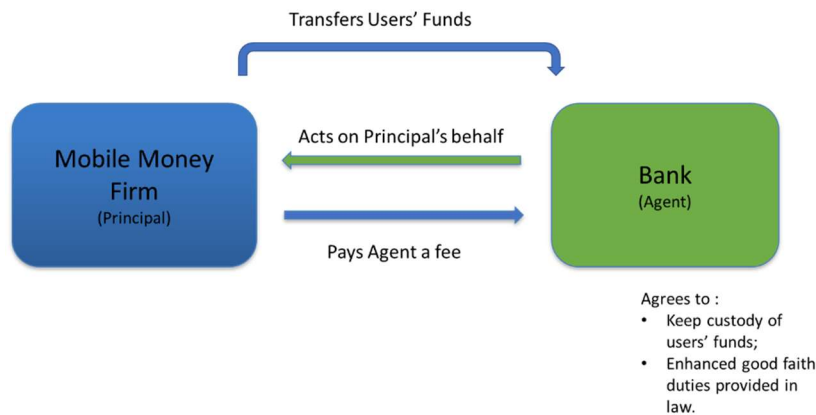 Transfers Users’ Funds
Mobile Money
Firm
(Principal)
Acts on Principal’s behalf
Pays Agent a fee
Bank
(Agent)
Agrees to :
• Keep custody of
users’ funds;
• Enhanced good faith
duties provided in
law.